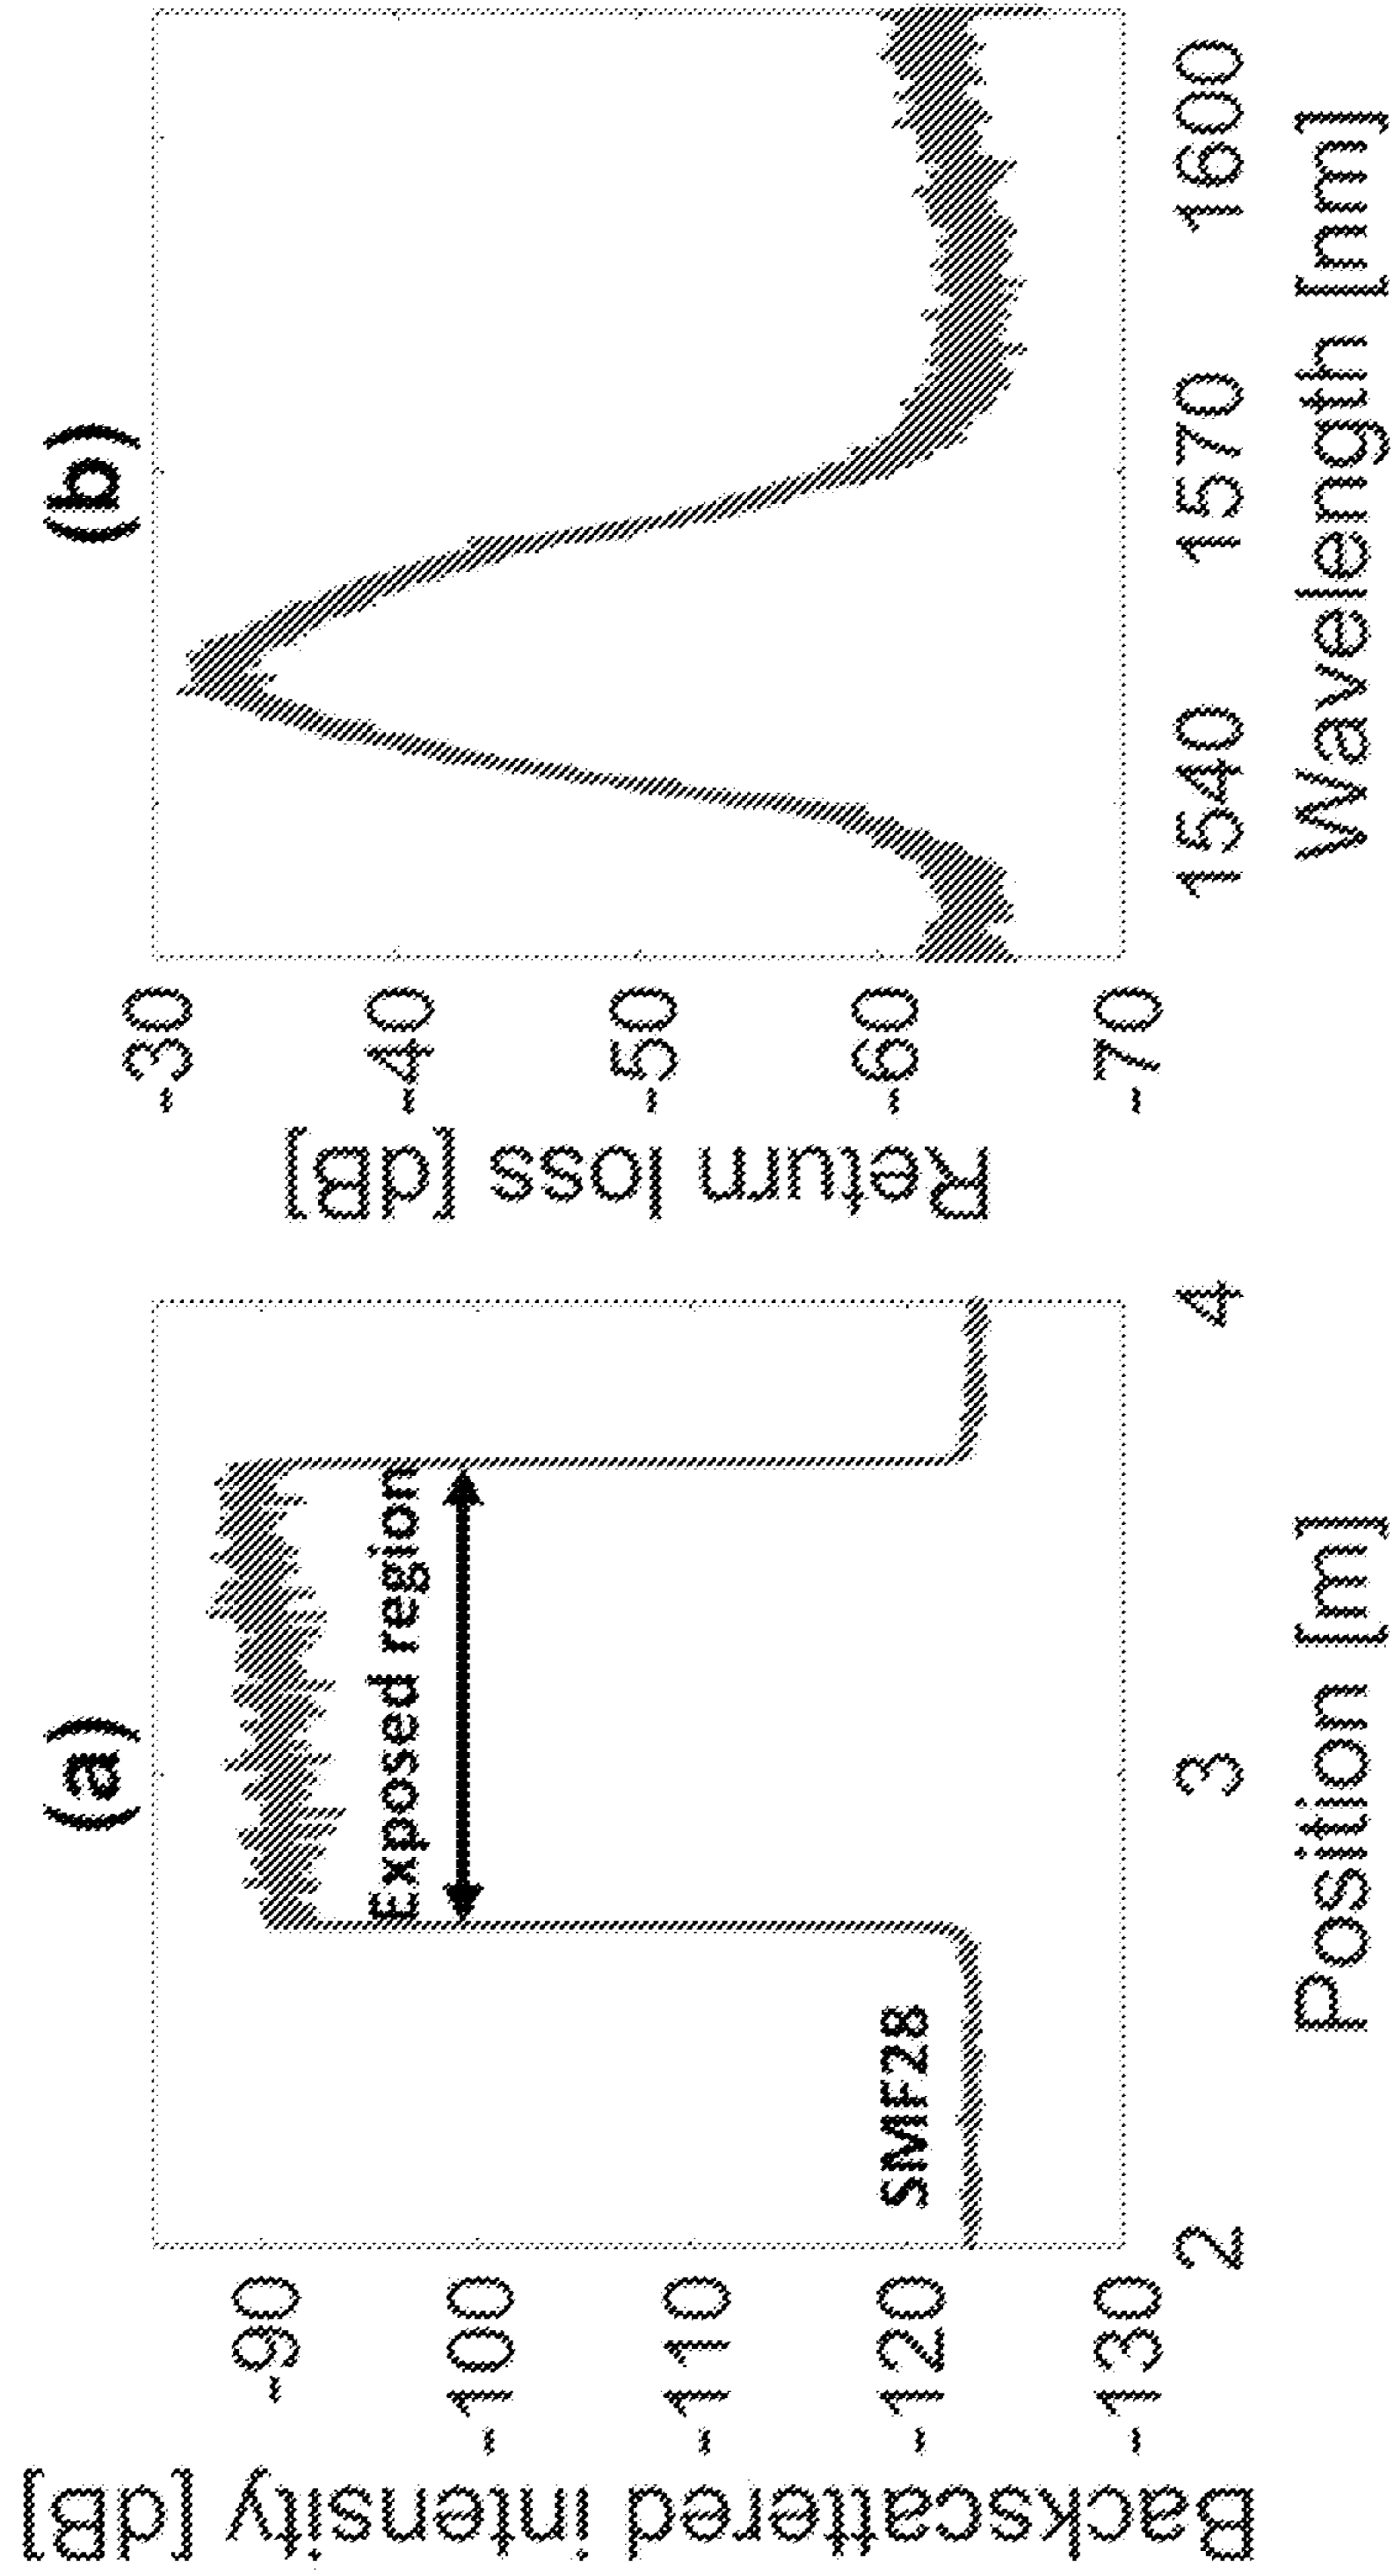 (a)
Backscattered intensity [dB]
-90
-100
-110
-120
-130
Exposed region
SMF28
2
3
4
Position [m]
(b)
Return loss [dB]
-30
-40
-50
-60
-70
1540
1570
1600
Wavelength [nm]